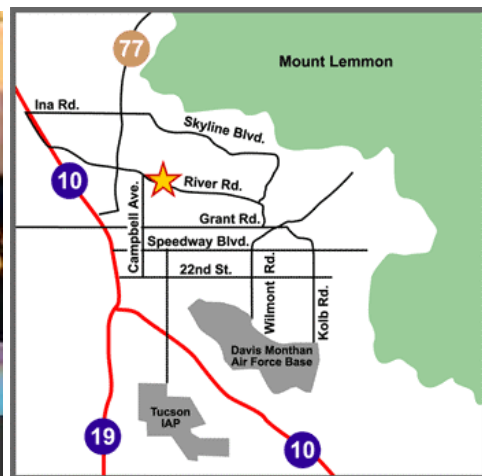 77
Mount Lemmon
Ina Rd.
Skyline Blvd.
10
River Rd.
Campbell Ave.
Grant Rd.
Speedway Blvd.
22nd St.
Wilmont Rd.
Kolb Rd.
Davis Monthan
Air Force Base
Tucson
IAP
19
10